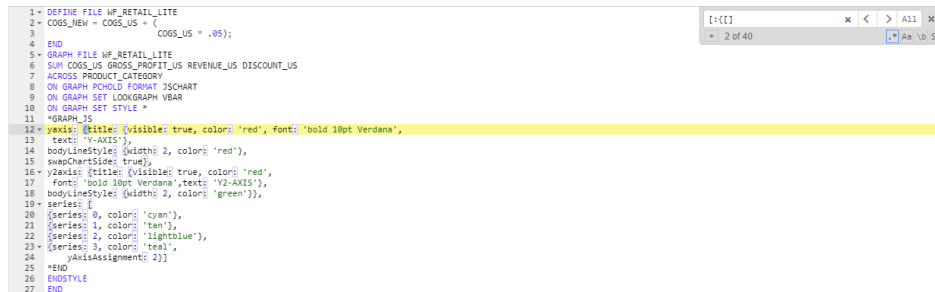 1 DEFINE FILE WF_RETAIL_LITE
2 COGS_NEW = COGS_US + (
3 COGS_US * .05);
4 END
5 GRAPH FILE WF_RETAIL_LITE
6 SUM COGS_US GROSS_PROFIT_US REVENUE_US DISCOUNT_US
7 ACROSS PRODUCT_CATEGORY
8 ON GRAPH PCHOLD FORMAT JSCHART
9 ON GRAPH SET LOOKGRAPH VBAR
10 ON GRAPH SET STYLE *
11 *GRAPH_JS
12 yaxis: {title: {visible: true, color: 'red', font: 'bold 10pt Verdana',
13 text: 'Y-AXIS'},
14 bodyLineStyle: {width: 2, color: 'red'},
15 swapChartSide: true},
16 y2axis: {title: {visible: true, color: 'red',
17 font: 'bold 10pt Verdana',text: 'Y2-AXIS'},
18 bodyLineStyle: {width: 2, color: 'green'}},
19 series: [
20 {series: 0, color: 'cyan'},
21 {series: 1, color: 'tan'},
22 {series: 2, color: 'lightblue'},
23 {series: 3, color: 'teal',
24 yAxisAssignment: 2}]
25 *END
26 ENDSTYLE
27 END
[:{[] × < > All ×
+ 2 of 40 .* Aa \b S